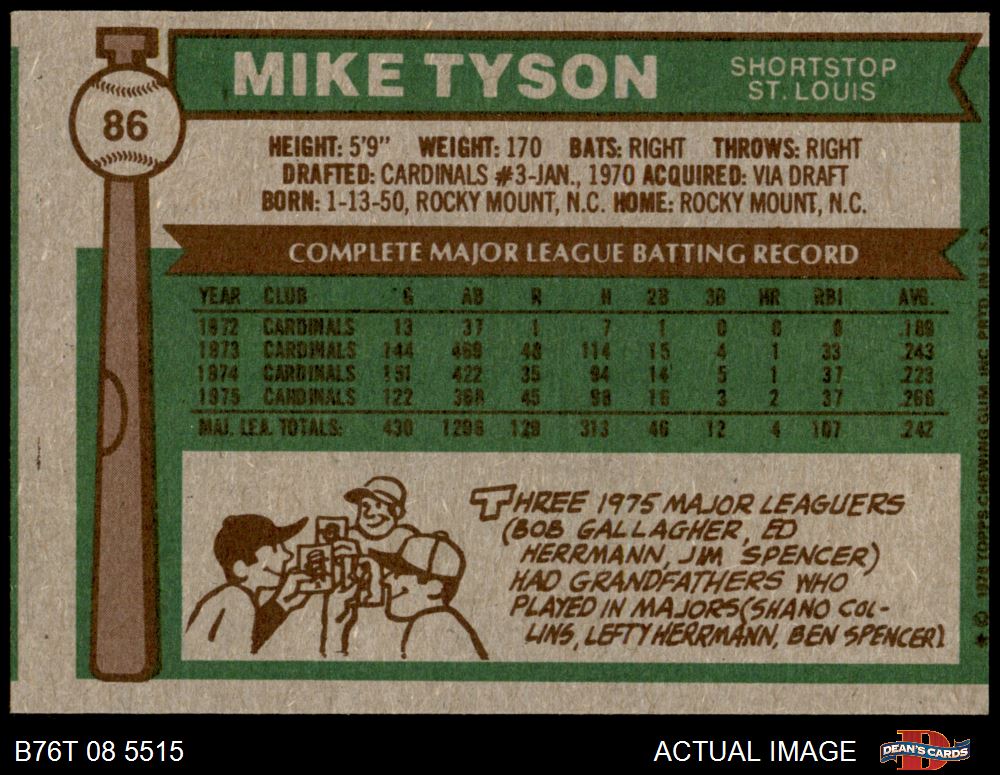 MIKE TYSON
SHORTSTOP
ST. LOUIS
86
HEIGHT: 5'9" WEIGHT: 170 BATS: RIGHT THROWS: RIGHT
DRAFTED: CARDINALS #3-JAN., 1970 ACQUIRED: VIA DRAFT
BORN: 1-13-50, ROCKY MOUNT, N.C. HOME: ROCKY MOUNT, N.C.
COMPLETE MAJOR LEAGUE BATTING RECORD
YEAR CLUB G AB R H 2B 3B HR RBI AVG.
1972 CARDINALS 13 37 1 7 1 0 0 0 .189
1973 CARDINALS 144 469 48 114 15 4 1 33 .243
1974 CARDINALS 151 422 35 94 14 5 1 37 .223
1975 CARDINALS 122 368 45 98 16 3 2 37 .266
MAJ. LEA. TOTALS: 430 1296 129 313 46 12 4 107 .242
THREE 1975 MAJOR LEAGUERS
(BOB GALLAGHER, ED
HERRMANN, JIM SPENCER)
HAD GRANDFATHERS WHO
PLAYED IN MAJORS (SHANO COL-
LINS, LEFTY HERRMANN, BEN SPENCER).
© TOPPS CHEWING GUM, INC. PRTD. IN U.S.A.
B76T 08 5515
ACTUAL IMAGE
DEAN'S CARDS